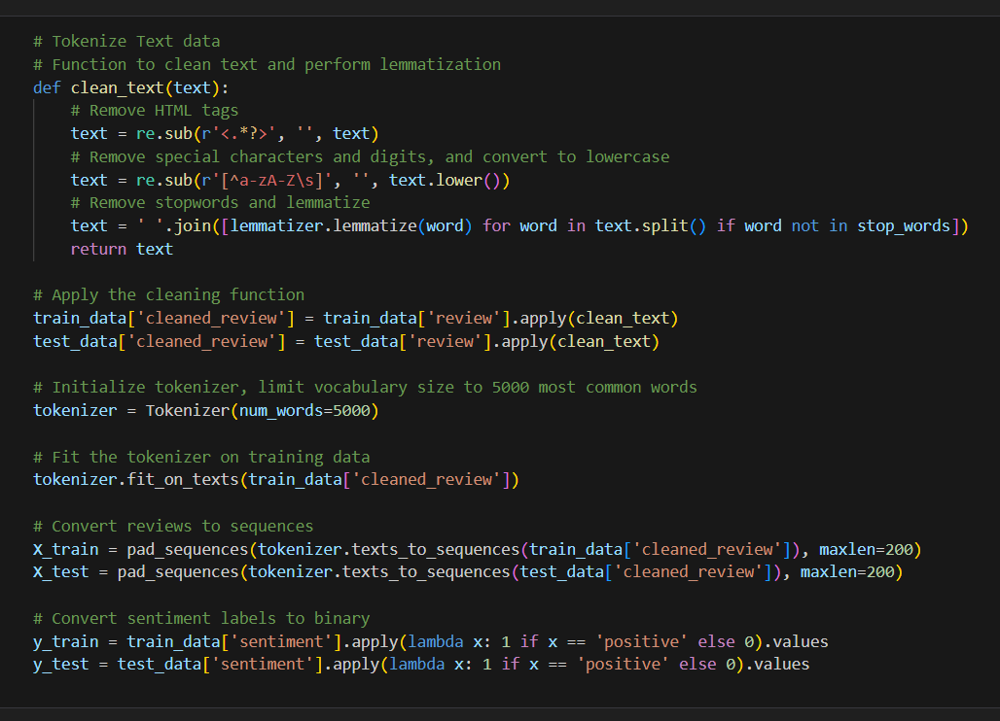 # Tokenize Text data
# Function to clean text and perform lemmatization
def clean_text(text):
    # Remove HTML tags
    text = re.sub(r'<.*?>', '', text)
    # Remove special characters and digits, and convert to lowercase
    text = re.sub(r'[^a-zA-Z\s]', '', text.lower())
    # Remove stopwords and lemmatize
    text = ' '.join([lemmatizer.lemmatize(word) for word in text.split() if word not in stop_words])
    return text

# Apply the cleaning function
train_data['cleaned_review'] = train_data['review'].apply(clean_text)
test_data['cleaned_review'] = test_data['review'].apply(clean_text)

# Initialize tokenizer, limit vocabulary size to 5000 most common words
tokenizer = Tokenizer(num_words=5000)

# Fit the tokenizer on training data
tokenizer.fit_on_texts(train_data['cleaned_review'])

# Convert reviews to sequences
X_train = pad_sequences(tokenizer.texts_to_sequences(train_data['cleaned_review']), maxlen=200)
X_test = pad_sequences(tokenizer.texts_to_sequences(test_data['cleaned_review']), maxlen=200)

# Convert sentiment labels to binary
y_train = train_data['sentiment'].apply(lambda x: 1 if x == 'positive' else 0).values
y_test = test_data['sentiment'].apply(lambda x: 1 if x == 'positive' else 0).values